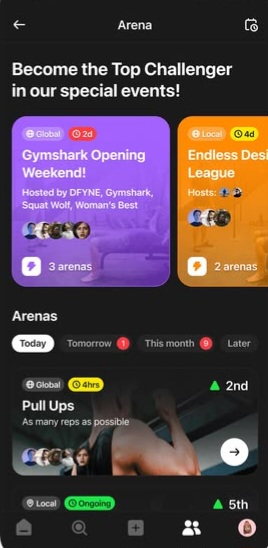 Arena
Become the Top Challenger
in our special events!
Global 2d
Gymshark Opening
Weekend!
Hosted by DFYNE, Gymshark,
Squat Wolf, Woman's Best
3 arenas
Local 4d
Endless Desi
League
Hosts:
2 arenas
Arenas
Today Tomorrow 1 This month 9 Later
Global 4hrs 2nd
Pull Ups
As many reps as possible
Local Ongoing 5th